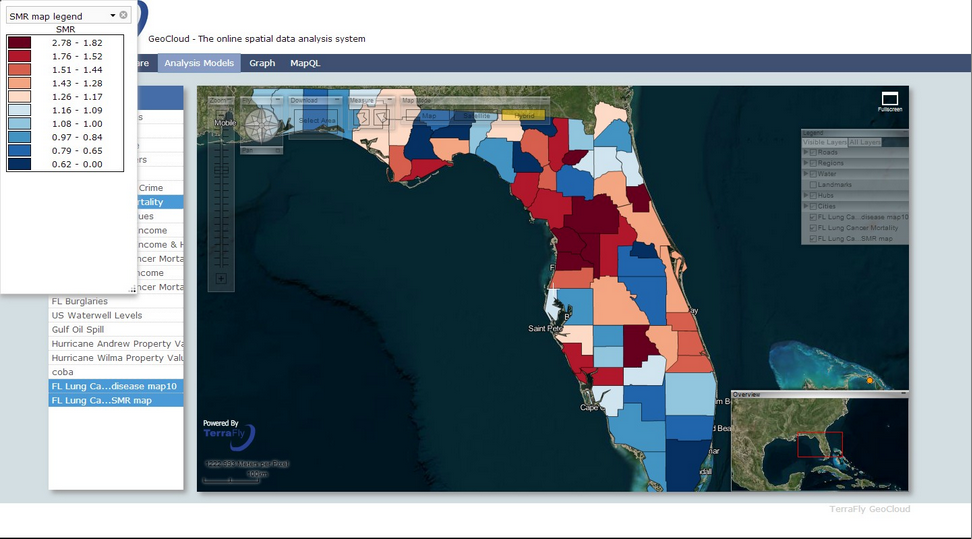 SMR map legend
SMR
2.78 - 1.82
1.76 - 1.52
1.51 - 1.44
1.43 - 1.28
1.26 - 1.17
1.16 - 1.09
1.08 - 1.00
0.97 - 0.84
0.79 - 0.65
0.62 - 0.00
GeoCloud - The online spatial data analysis system
are
Analysis Models
Graph
MapQL
s
ers
Crime
rtality
ues
ncome
ncome & H
ncer Morta
ncome
ncer Morta
FL Burglaries
US Waterwell Levels
Gulf Oil Spill
Hurricane Andrew Property Va
Hurricane Wilma Property Valu
coba
FL Lung Ca...disease map10
FL Lung Ca...SMR map
Zoom
Pan
Download
Select Area
Measure
Map Mode
Map
Satellite
Hybrid
Fullscreen
Mobile
Legend
Visible Layers
All Layers
Roads
Regions
Water
Landmarks
Hubs
Cities
FL Lung Ca...disease map10
FL Lung Cancer Mortality
FL Lung Ca...SMR map
ay
Saint Pete
Cape C
lm B
d Bea
Powered By
TerraFly
Meters per Pixel
100km
Overview
TerraFly GeoCloud